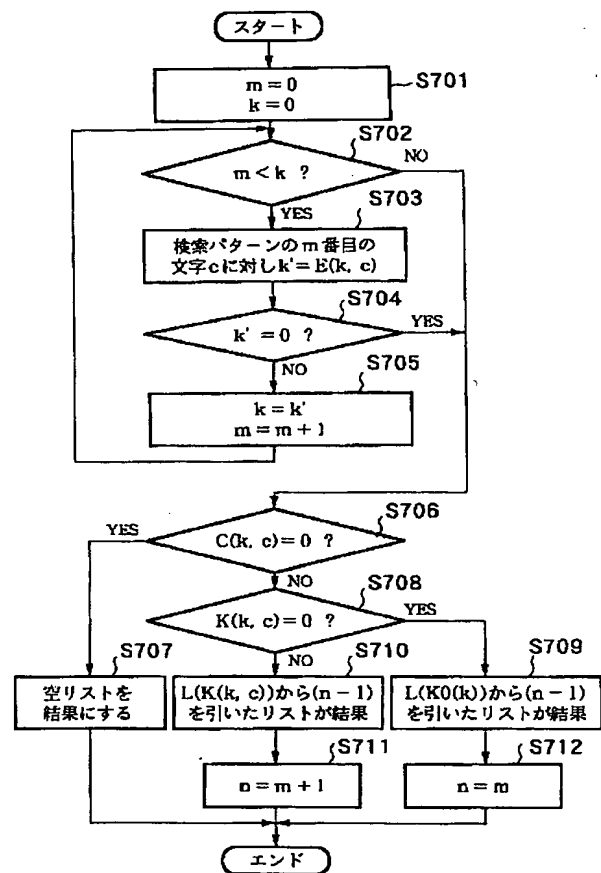 スタート
m=0
k=0
S701
m<k ?
S702
NO
YES
S703
検索パターンのm番目の
文字cに対しk'=E(k, c)
S704
k'=0 ?
YES
NO
S705
k=k'
m=m+1
YES
C(k, c)=0 ?
S706
NO
S708
K(k, c)=0 ?
YES
S707
NO
S710
S709
空リストを
結果にする
L(K(k, c))から(n-1)
を引いたリストが結果
L(K0(k))から(n-1)
を引いたリストが結果
S711
S712
n=m+1
n=m
エンド